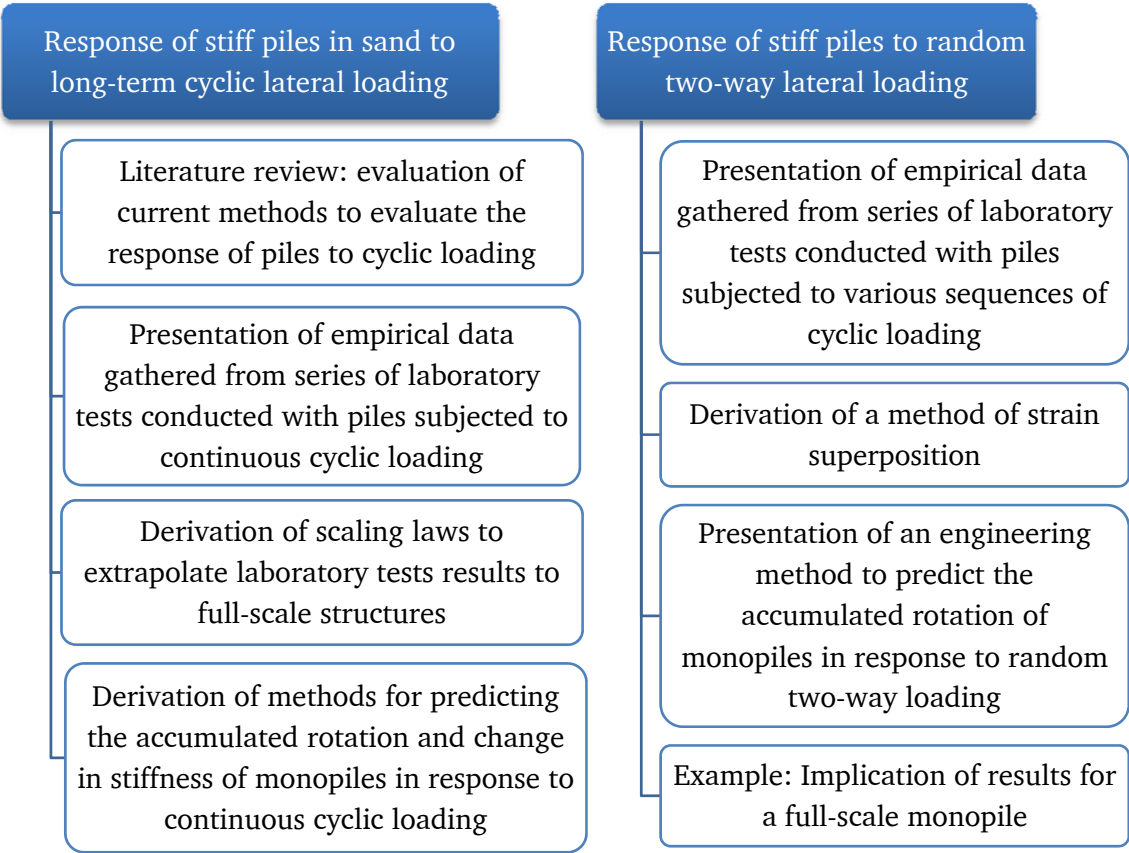 Response of stiff piles in sand to
long-term cyclic lateral loading
Literature review: evaluation of
current methods to evaluate the
response of piles to cyclic loading
Presentation of empirical data
gathered from series of laboratory
tests conducted with piles subjected to
continuous cyclic loading
Derivation of scaling laws to
extrapolate laboratory tests results to
full-scale structures
Derivation of methods for predicting
the accumulated rotation and change
in stiffness of monopiles in response to
continuous cyclic loading
Response of stiff piles to random
two-way lateral loading
Presentation of empirical data
gathered from series of laboratory
tests conducted with piles
subjected to various sequences of
cyclic loading
Derivation of a method of strain
superposition
Presentation of an engineering
method to predict the
accumulated rotation of
monopiles in response to random
two-way loading
Example: Implication of results for
a full-scale monopile